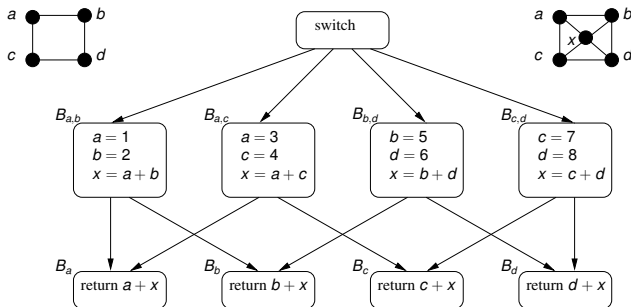 a b
c d
switch
a b
x
c d
B_{a,b} B_{a,c} B_{b,d} B_{c,d}
a = 1
b = 2
x = a + b
a = 3
c = 4
x = a + c
b = 5
d = 6
x = b + d
c = 7
d = 8
x = c + d
B_a B_b B_c B_d
return a + x
return b + x
return c + x
return d + x